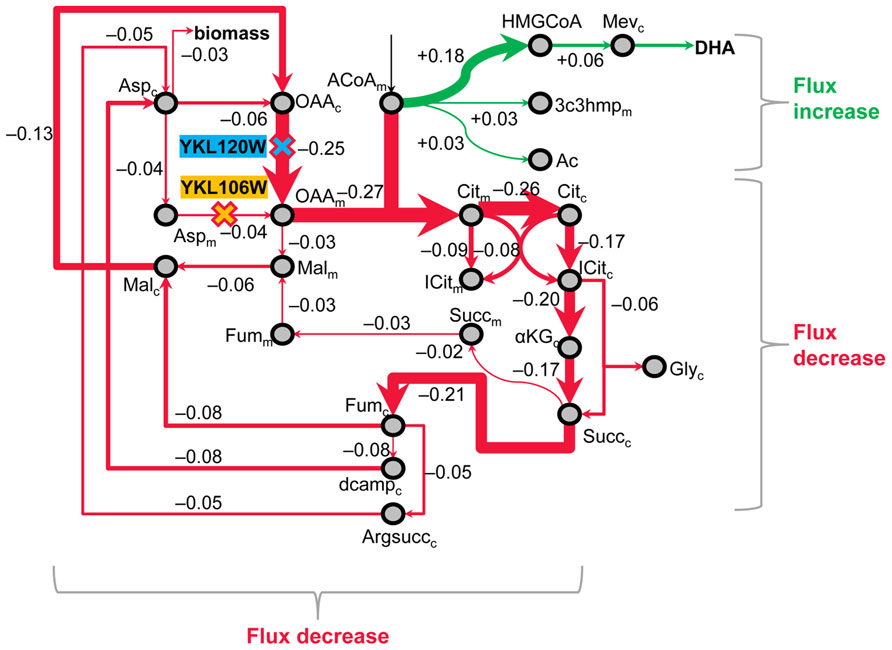 HMGCoA
Mevc
DHA
–0.05
biomass
–0.03
+0.18
+0.06
Flux
increase
Aspc
OAAc
ACoAm
3c3hmpm
–0.06
+0.03
–0.13
YKL120W
–0.25
+0.03
Ac
–0.04
YKL106W
OAAm
–0.27
Citm
–0.26
Citc
Aspm
–0.04
–0.03
–0.09
–0.08
–0.17
Malc
–0.06
Malm
ICitm
ICitc
–0.20
–0.06
–0.03
Succm
Fumm
–0.03
–0.02
αKGc
Flux
decrease
–0.17
Glyc
–0.21
Fumc
–0.08
Succc
–0.08
–0.08
–0.05
dcampc
–0.05
Argsuccc
Flux decrease